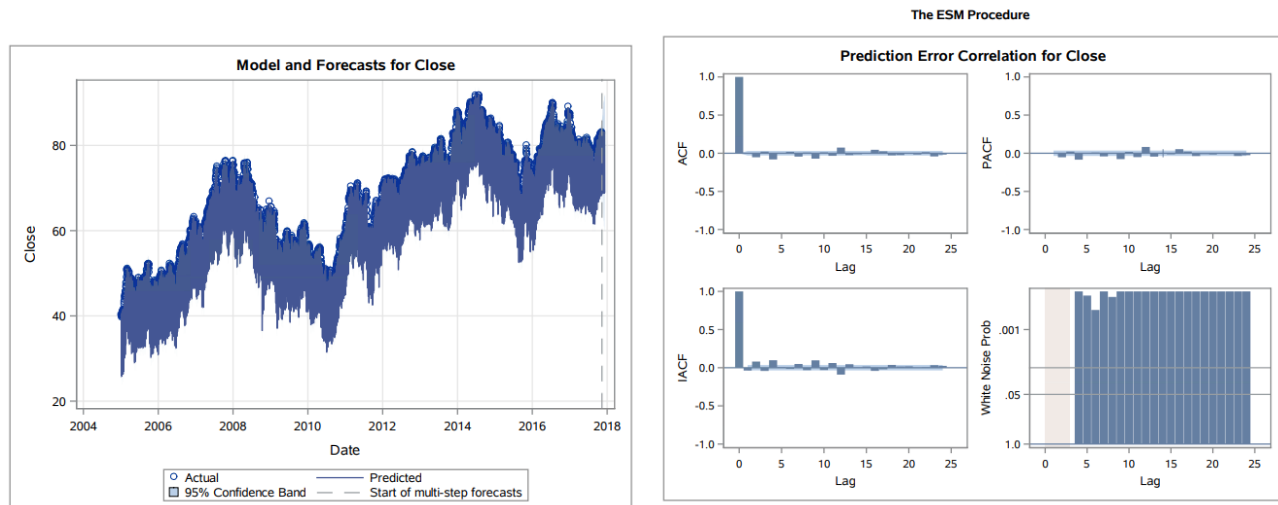 The ESM Procedure
Model and Forecasts for Close
Close
80
60
40
20
2004 2006 2008 2010 2012 2014 2016 2018
Date
Actual Predicted
95% Confidence Band Start of multi-step forecasts
Prediction Error Correlation for Close
ACF
1.0
0.5
0.0
-0.5
-1.0
0 5 10 15 20 25
Lag
PACF
1.0
0.5
0.0
-0.5
-1.0
0 5 10 15 20 25
Lag
IACF
1.0
0.5
0.0
-0.5
-1.0
0 5 10 15 20 25
Lag
White Noise Prob
.001
.05
1.0
0 5 10 15 20 25
Lag